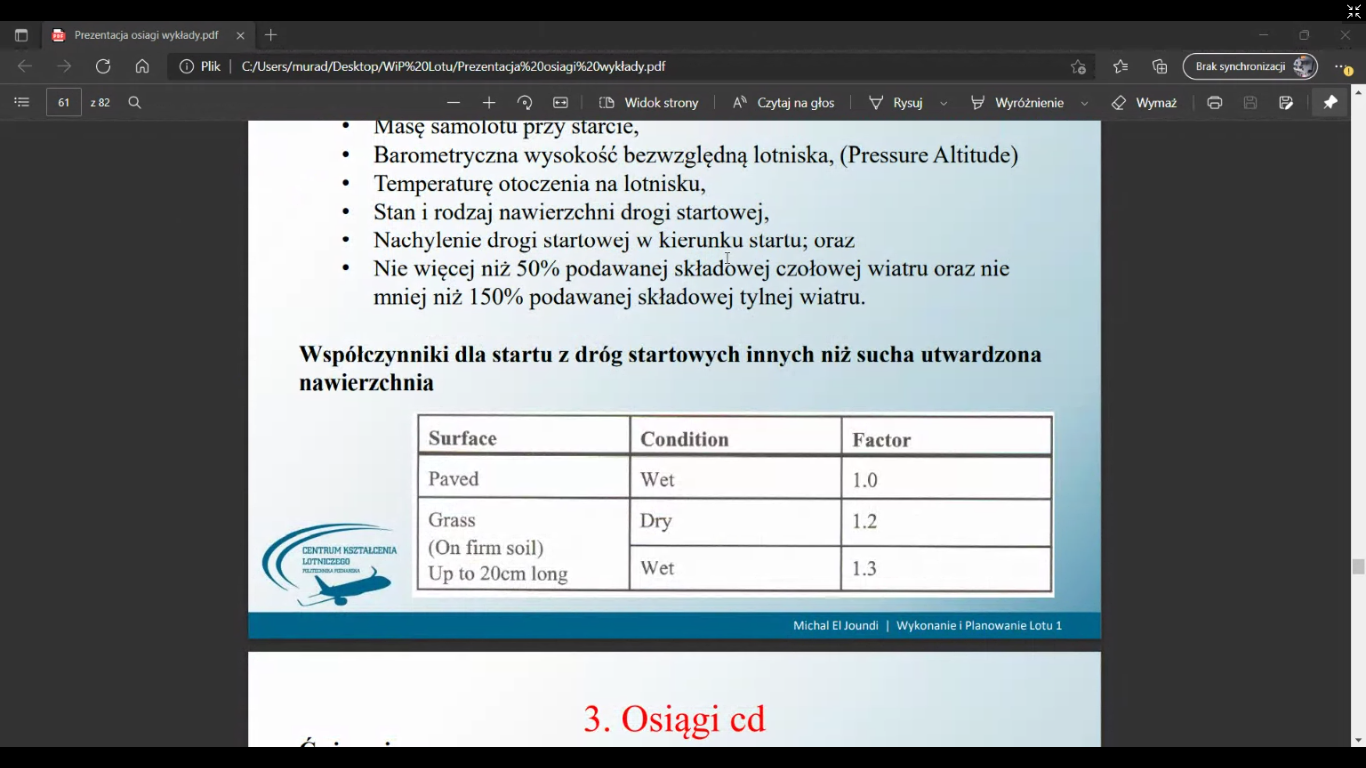 Prezentacja osiagi wykłady.pdf
Plik
C:/Users/murad/Desktop/WiP%20Lotu/Prezentacja%20osiagi%20wykłady.pdf
Brak synchronizacji
61 z 82
Widok strony
Czytaj na głos
Rysuj
Wyróżnienie
Wymaż
• Masę samolotu przy starcie,
• Barometryczna wysokość bezwzględną lotniska, (Pressure Altitude)
• Temperaturę otoczenia na lotnisku,
• Stan i rodzaj nawierzchni drogi startowej,
• Nachylenie drogi startowej w kierunku startu; oraz
• Nie więcej niż 50% podawanej składowej czołowej wiatru oraz nie
mniej niż 150% podawanej składowej tylnej wiatru.
Współczynniki dla startu z dróg startowych innych niż sucha utwardzona
nawierzchnia
Surface Condition Factor
Paved Wet 1.0
Grass Dry 1.2
(On firm soil)
Up to 20cm long Wet 1.3
CENTRUM KSZTAŁCENIA
LOTNICZEGO
POLITECHNIKA POZNAŃSKA
Michal El Joundi | Wykonanie i Planowanie Lotu 1
3. Osiągi cd